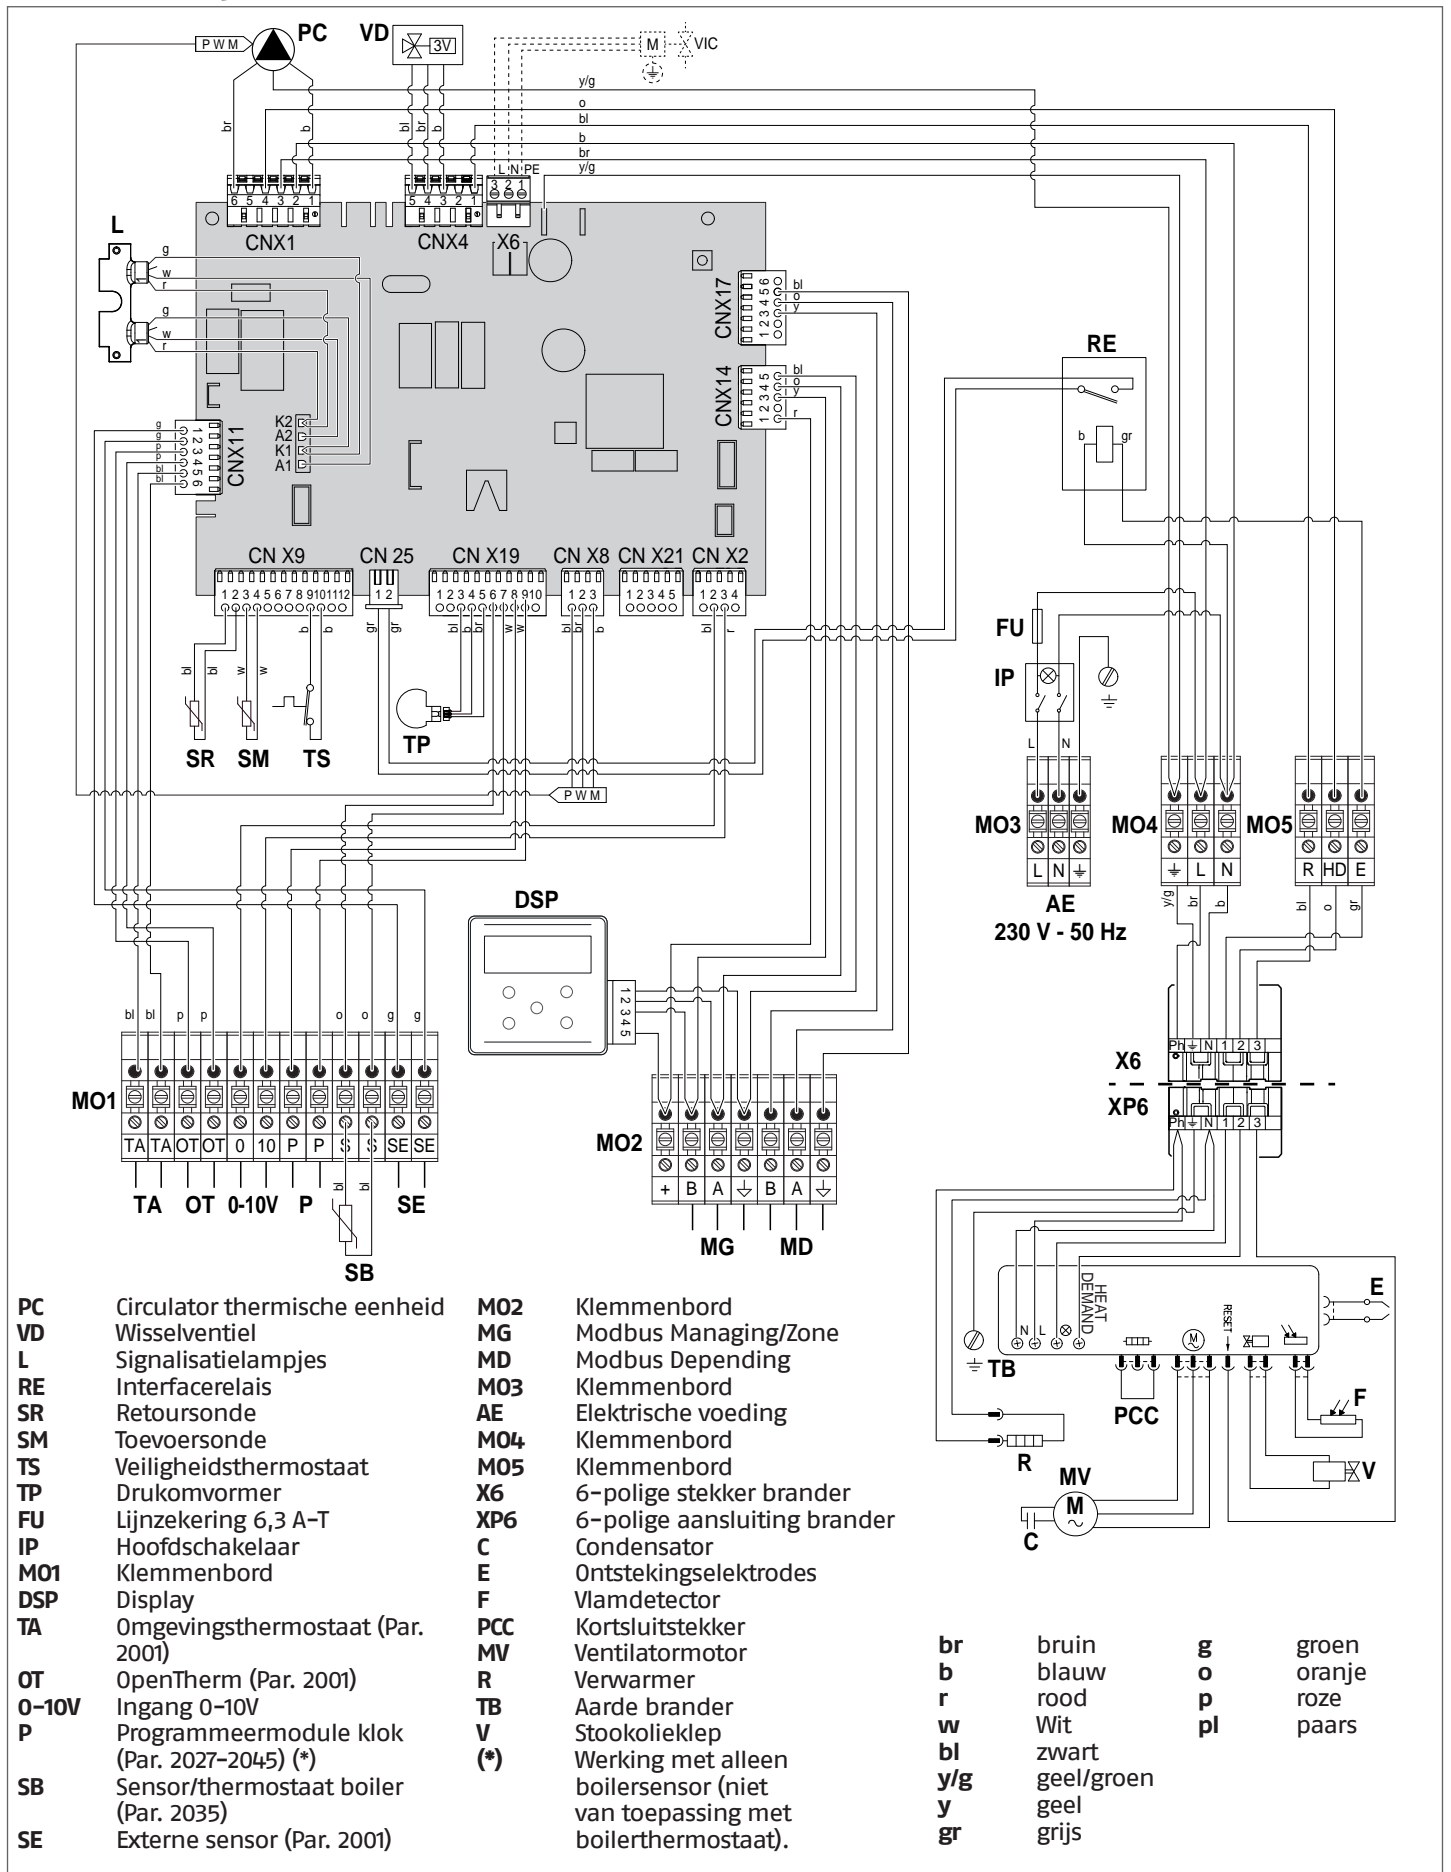 PWM PC VD 3V M VIC
y/g
o
bl
b
br
y/g
br b bl br b
L N PE
6 5 4 3 2 1
5 4 3 2 1
3 2 1
CNX1 CNX4 X6
L
g
w
r
g
w
r
CNX17
1 2 3 4 5 6
bl
o
y
CNX14
1 2 3 4 5
bl
o
y
r
RE
b gr
K2
A2
K1
A1
CNX11
1 2 3 4 5 6
g
g
p
p
bl
bl
CN X9 CN 25 CN X19 CN X8 CN X21 CN X2
1 2 3 4 5 6 7 8 9 10 11 12
1 2
1 2 3 4 5 6 7 8 9 10
1 2 3
1 2 3 4 5
1 2 3 4
b b gr gr bl b br w w bl br b bl r
bl bl w w
SR SM TS TP
PWM
FU
IP
L N
MO3 MO4 MO5
L N
L N
R HD E
AE
230 V - 50 Hz
y/g br b bl o gr
DSP
1 2 3 4 5
X6
Ph N 1 2 3
XP6
Ph N 1 2 3
bl bl p p o o g g
MO1
TA TA OT OT 0 10 P P S S SE SE
TA OT 0-10V P SE
bl bl
SB
MO2
+ B A B A
MG MD
HEAT DEMAND
N L
RESET
M
TB
E
PCC
F
R
V
MV
M
C
PC Circulator thermische eenheid
VD Wisselventiel
L Signalisatielampjes
RE Interfacerelais
SR Retoursonde
SM Toevoersonde
TS Veiligheidsthermostaat
TP Drukomvormer
FU Lijnzekering 6,3 A-T
IP Hoofdschakelaar
MO1 Klemmenbord
DSP Display
TA Omgevingsthermostaat (Par.
2001)
OT OpenTherm (Par. 2001)
0-10V Ingang 0-10V
P Programmeermodule klok
(Par. 2027-2045) (*)
SB Sensor/thermostaat boiler
(Par. 2035)
SE Externe sensor (Par. 2001)
MO2 Klemmenbord
MG Modbus Managing/Zone
MD Modbus Depending
MO3 Klemmenbord
AE Elektrische voeding
MO4 Klemmenbord
MO5 Klemmenbord
X6 6-polige stekker brander
XP6 6-polige aansluiting brander
C Condensator
E Ontstekingselektrodes
F Vlamdetector
PCC Kortsluitstekker
MV Ventilatormotor
R Verwarmer
TB Aarde brander
V Stookolieklep
(*) Werking met alleen
boilersensor (niet
van toepassing met
boilerthermostaat).
br bruin
b blauw
r rood
w Wit
bl zwart
y/g geel/groen
y geel
gr grijs
g groen
o oranje
p roze
pl paars